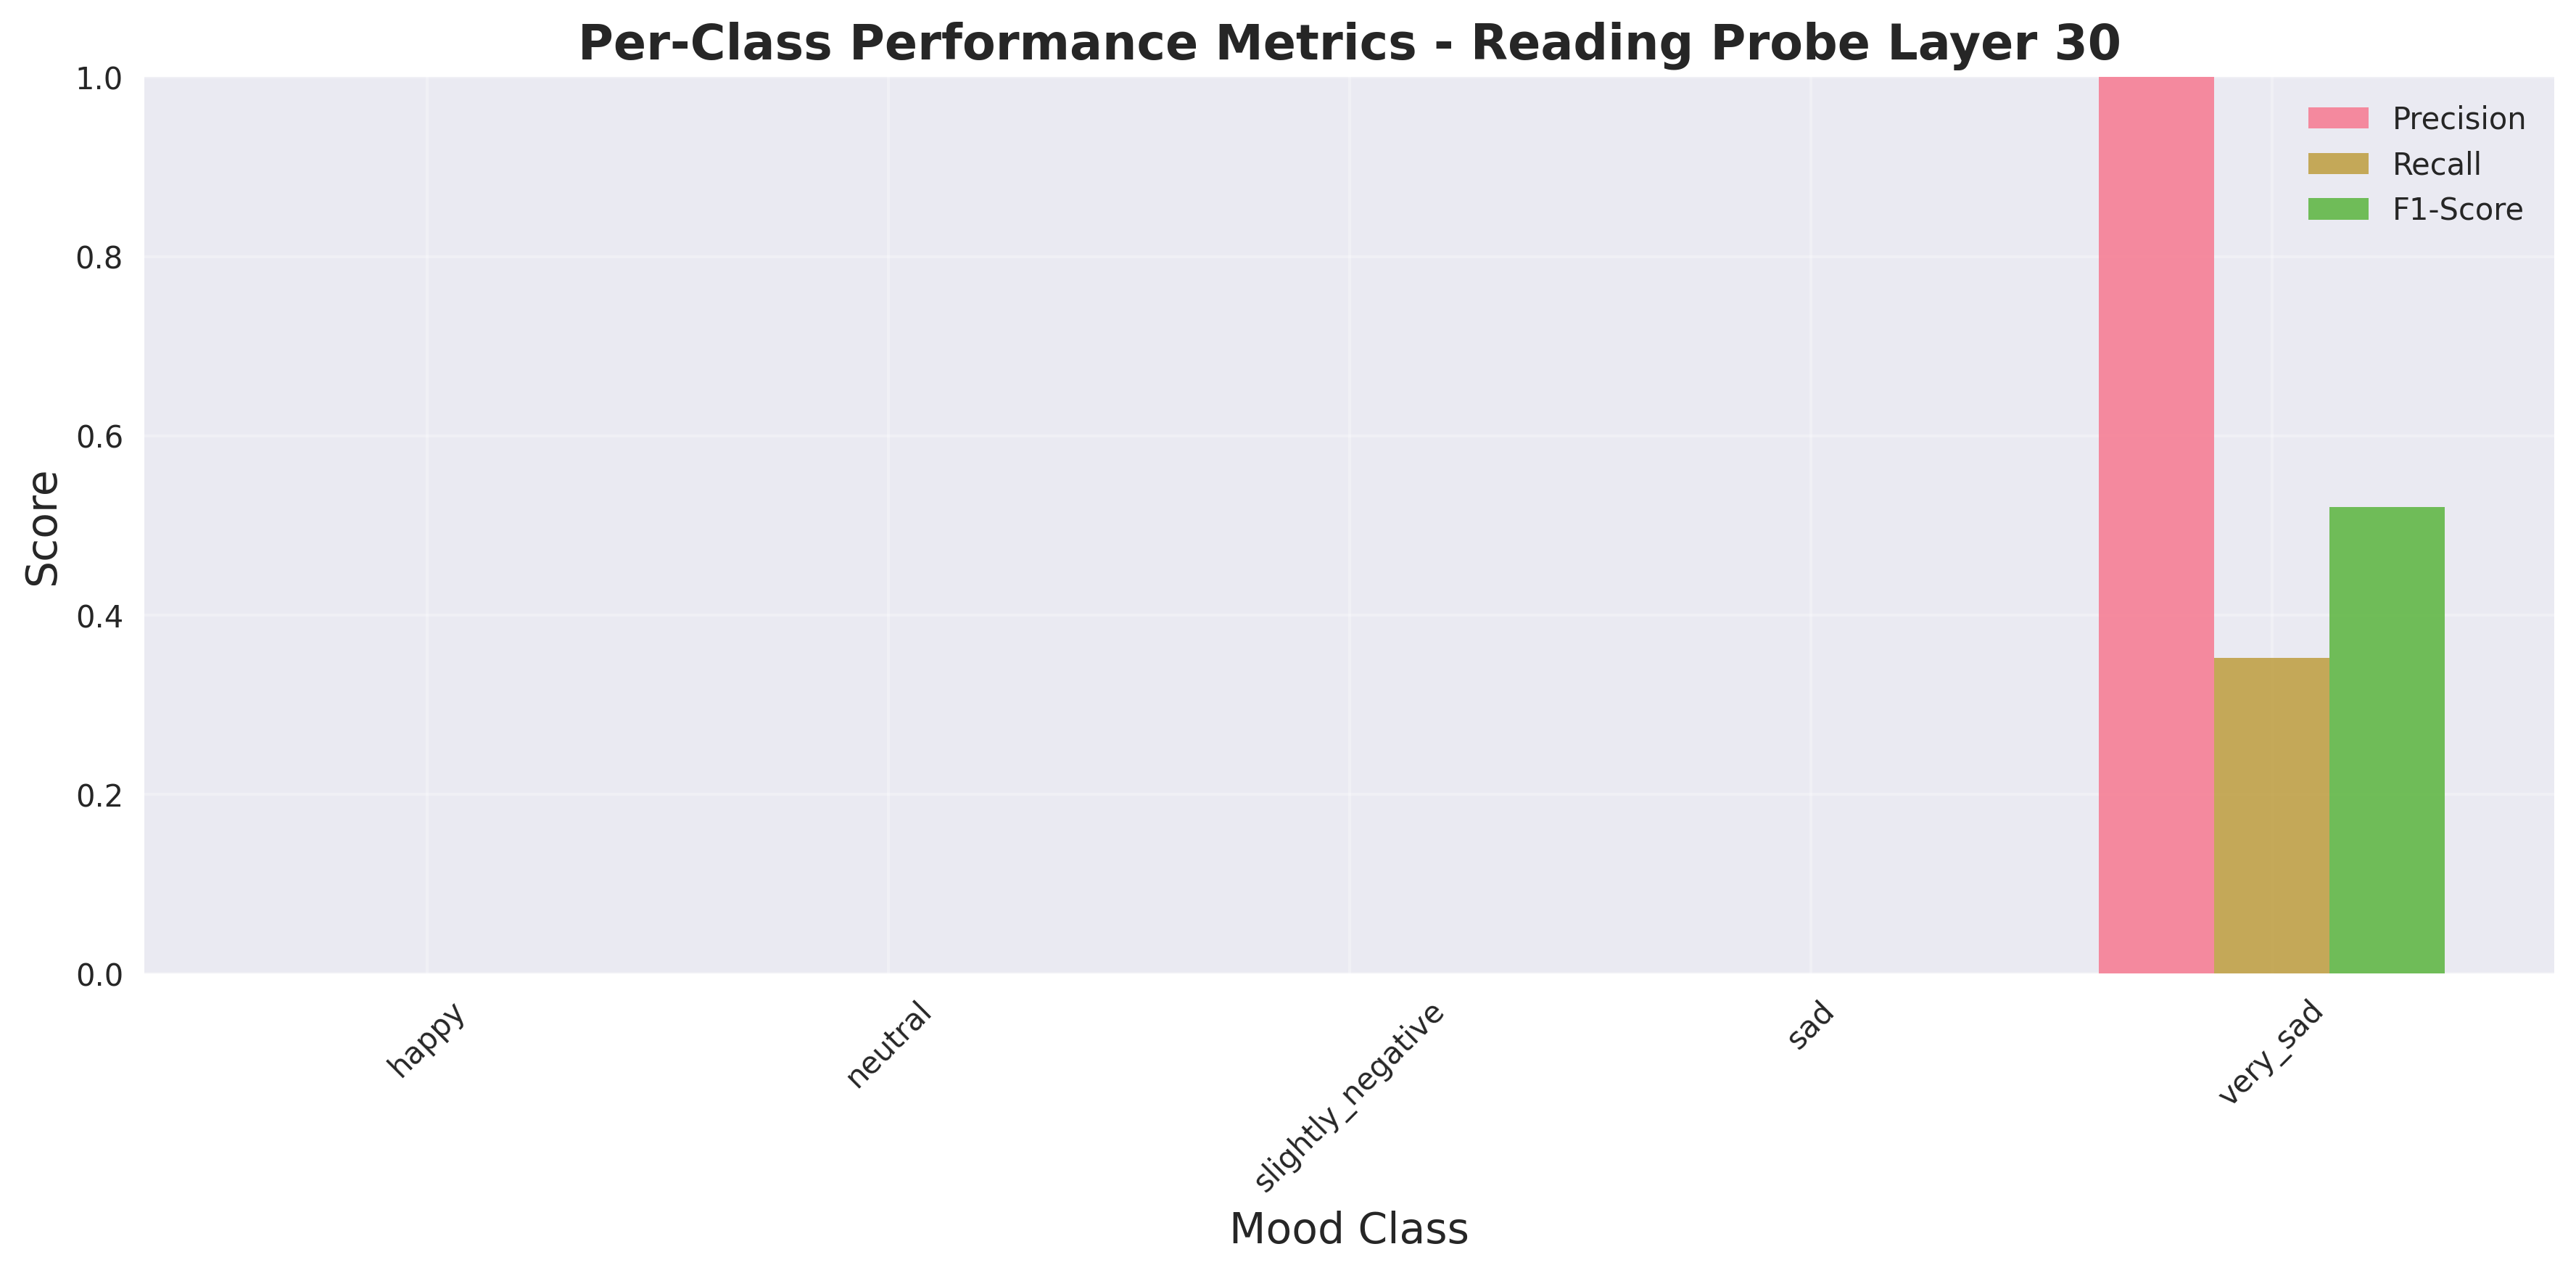 Per-Class Performance Metrics - Reading Probe Layer 30
1.0
0.8
0.6
0.4
0.2
0.0
Score
Precision
Recall
F1-Score
happy
neutral
slightly_negative
sad
very_sad
Mood Class